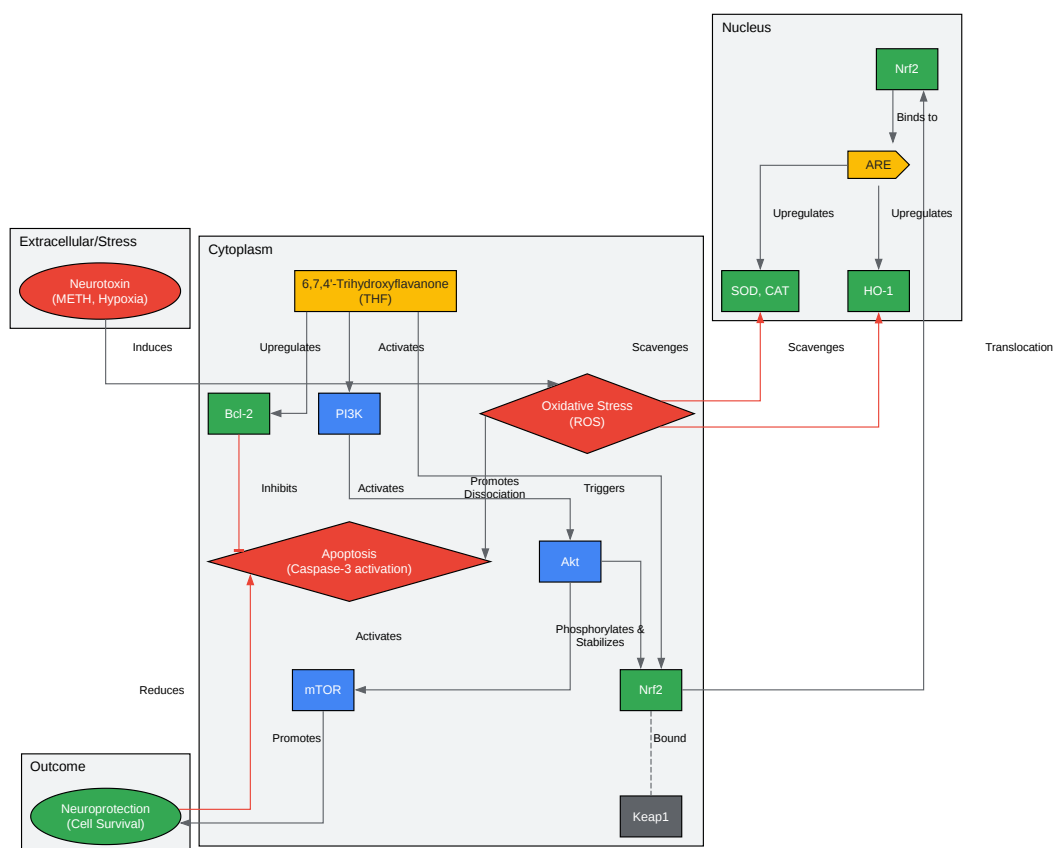 Nucleus
Nrf2
Binds to
ARE
Upregulates
Upregulates
SOD, CAT
HO-1
Extracellular/Stress
Neurotoxin
(METH, Hypoxia)
Cytoplasm
6,7,4'-Trihydroxyflavanone
(THF)
Induces
Upregulates
Activates
Scavenges
Scavenges
Translocation
Bcl-2
PI3K
Oxidative Stress
(ROS)
Inhibits
Activates
Promotes
Dissociation
Triggers
Apoptosis
(Caspase-3 activation)
Akt
Activates
Phosphorylates &
Stabilizes
Reduces
mTOR
Nrf2
Promotes
Bound
Outcome
Neuroprotection
(Cell Survival)
Keap1